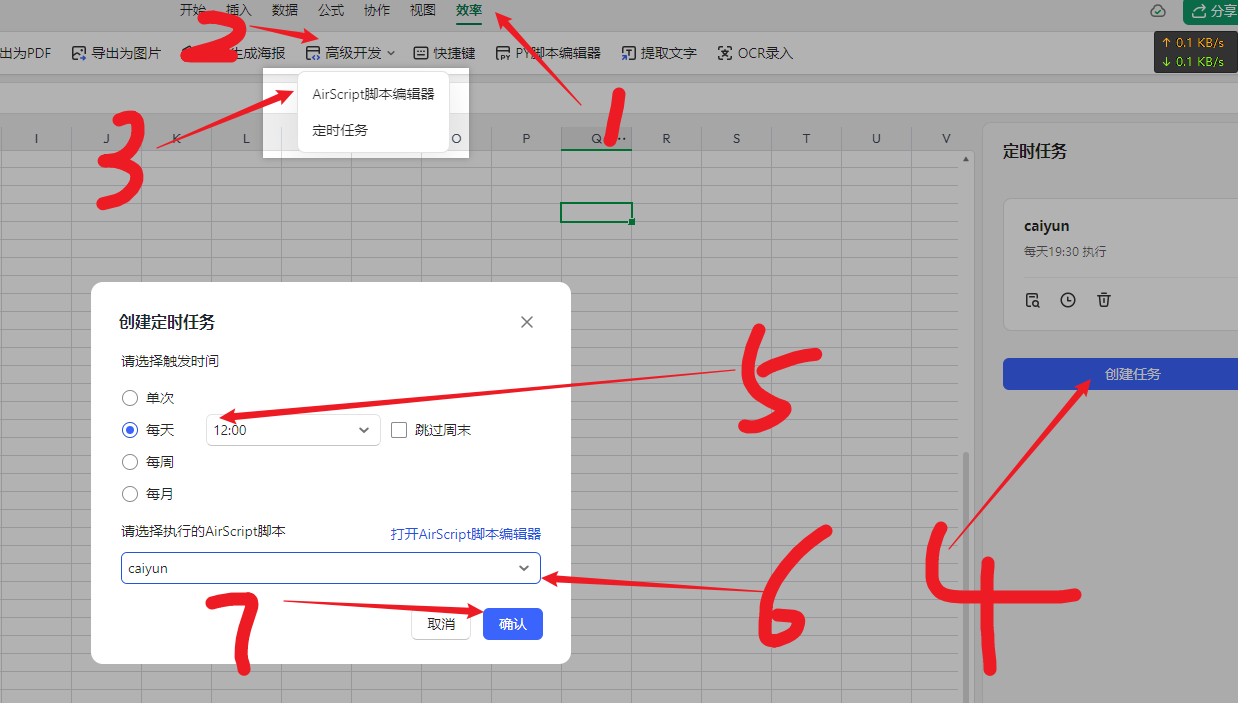 开始 插入 数据 公式 协作 视图 效率 分享
2
出为PDF 导出为图片 生成海报 高级开发 快捷键 PY脚本编辑器 提取文字 OCR录入
↑ 0.1 KB/s
↓ 0.1 KB/s
AirScript脚本编辑器
定时任务
1
3
I J K L O P Q ·· R S T U V
定时任务
caiyun
每天19:30 执行
创建任务
创建定时任务
请选择触发时间
单次
每天 12:00 跳过周末
每周
每月
5
请选择执行的AirScript脚本 打开AirScript脚本编辑器
caiyun
6
4
7
取消 确认